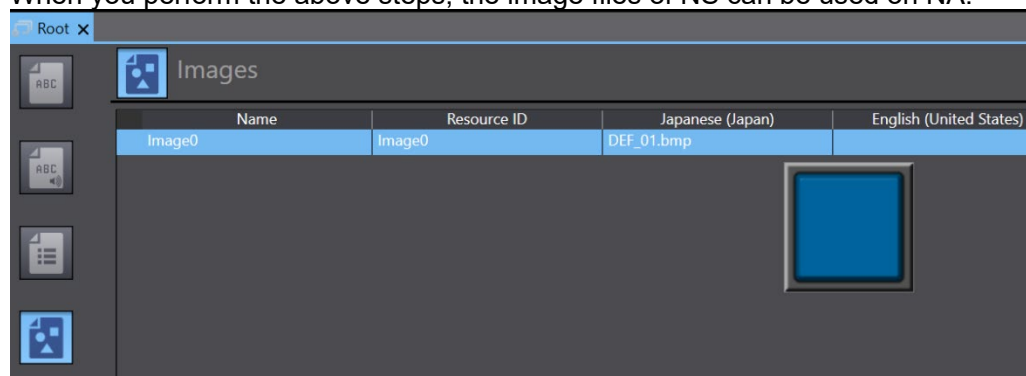 When you perform the above steps, the image files of NS can be used on NA.
Root
ABC
Images
Name Resource ID Japanese (Japan) English (United States)
Image0 Image0 DEF_01.bmp
ABC